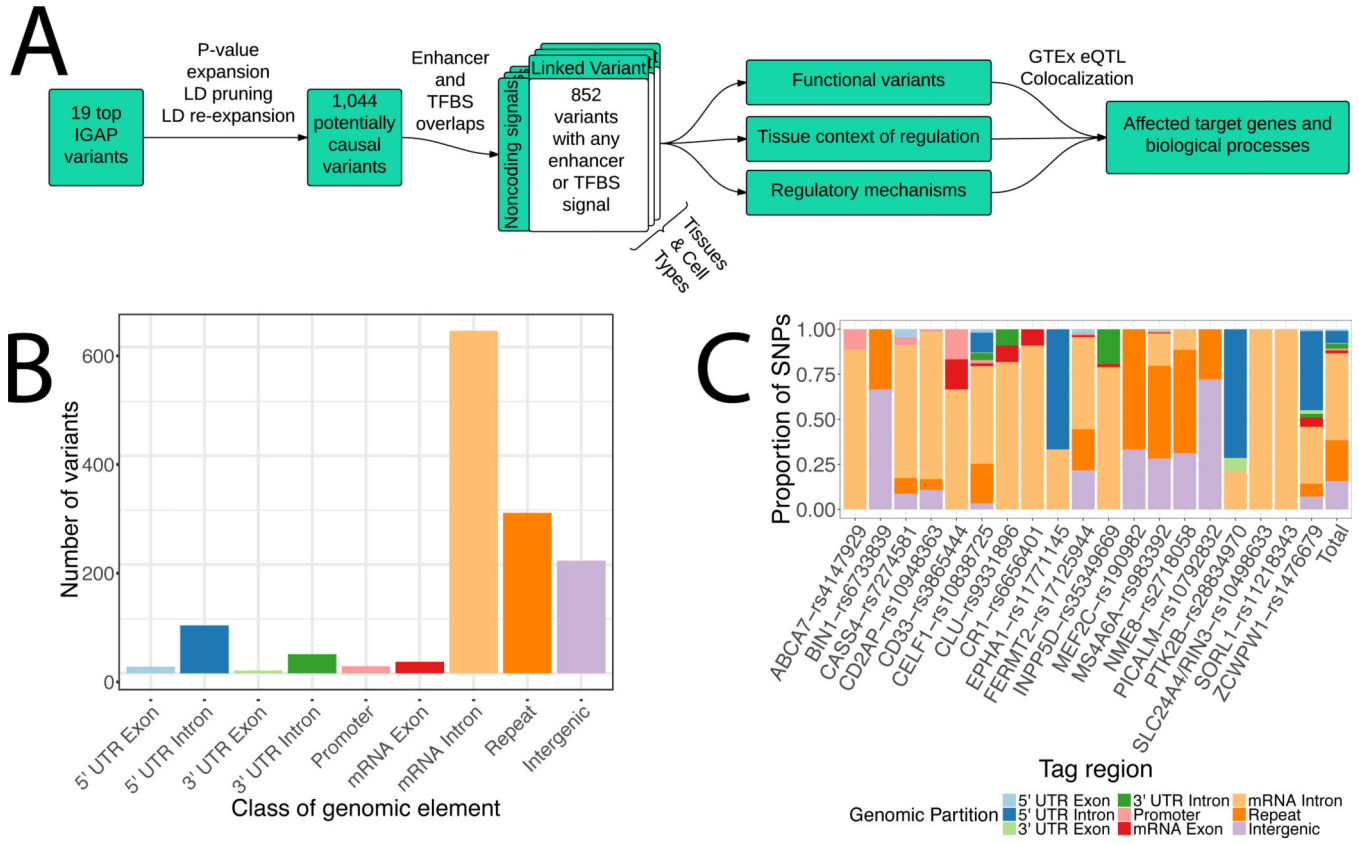 A
19 top
IGAP
variants
P-value
expansion
LD pruning
LD re-expansion
1,044
potentially
causal
variants
Enhancer
and
TFBS
overlaps
Noncoding signals
Linked Variant
852
variants
with any
enhancer
or TFBS
signal
Tissues
& Cell
Types
Functional variants
Tissue context of regulation
Regulatory mechanisms
GTEx eQTL
Colocalization
Affected target genes and
biological processes
B
Number of variants
600
400
200
0
5' UTR Exon
5' UTR Intron
3' UTR Exon
3' UTR Intron
Promoter
mRNA Exon
mRNA Intron
Repeat
Intergenic
Class of genomic element
C
Proportion of SNPs
1.00
0.75
0.50
0.25
0.00
ABCA7–rs4147929
BIN1–rs6733839
CASS4–rs7274581
CD2AP–rs10948363
CD33–rs3865444
CELF1–rs10838725
CLU–rs9331896
CR1–rs6656401
EPHA1–rs11771145
FERMT2–rs17125944
INPP5D–rs35349669
MEF2C–rs190982
MS4A6A–rs983392
NME8–rs2718058
PICALM–rs10792832
PTK2B–rs28834970
SLC24A4/RIN3–rs10498633
SORL1–rs11218343
ZCWPW1–rs1476679
Total
Tag region
Genomic Partition
5' UTR Exon
5' UTR Intron
3' UTR Exon
3' UTR Intron
Promoter
mRNA Exon
mRNA Intron
Repeat
Intergenic